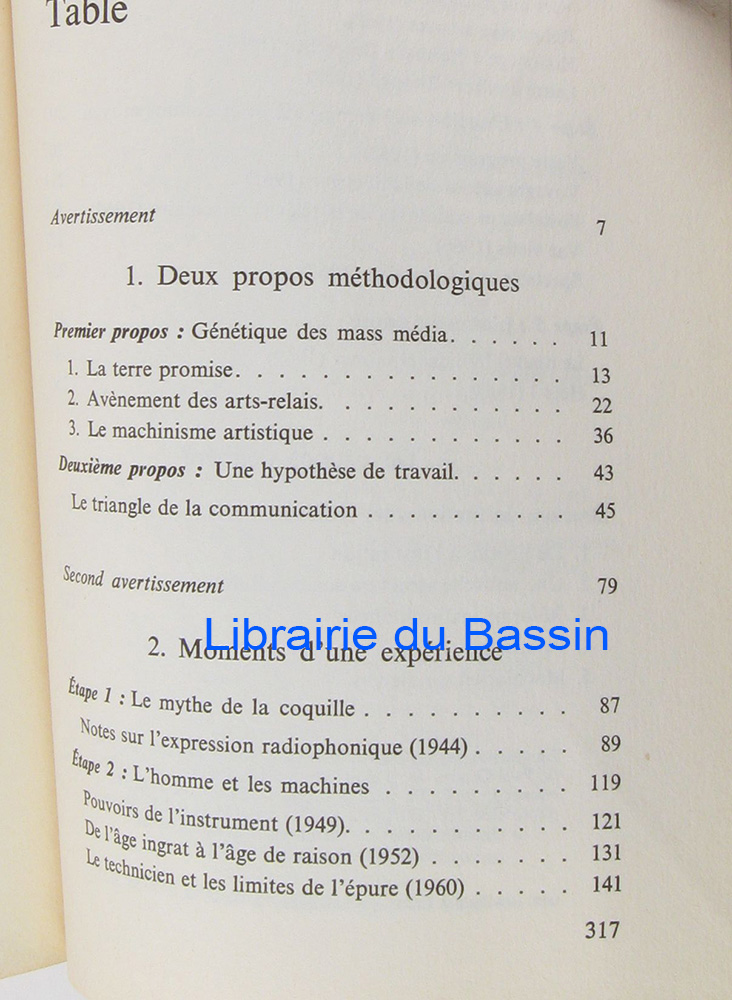 Table
Avertissement 7
1. Deux propos méthodologiques
Premier propos : Génétique des mass média. . . . . . 11
1. La terre promise. . . . . . . . . . . . . . . . . . 13
2. Avènement des arts-relais. . . . . . . . . . . . 22
3. Le machinisme artistique . . . . . . . . . . . . 36
Deuxième propos : Une hypothèse de travail. . . . . . 43
Le triangle de la communication . . . . . . . . . . 45
Second avertissement 79
Librairie du Bassin
2. Moments d'une expérience
Étape 1 : Le mythe de la coquille . . . . . . . . . . 87
Notes sur l'expression radiophonique (1944) . . . . . 89
Étape 2 : L'homme et les machines . . . . . . . . . 119
Pouvoirs de l'instrument (1949). . . . . . . . . . . 121
De l'âge ingrat à l'âge de raison (1952) . . . . . . . 131
Le technicien et les limites de l'épure (1960) . . . . . 141
317